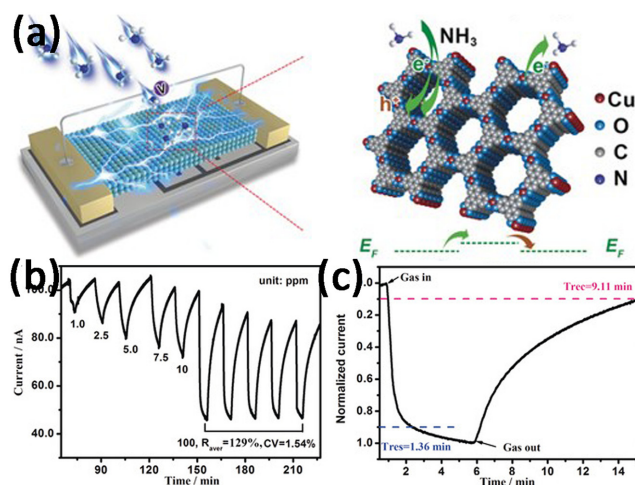 (a)
V
NH3
e-
e-
h+
Cu
O
C
N
EF
EF
(b)
unit: ppm
100.0
80.0
60.0
40.0
1.0
2.5
5.0
7.5
10
100, Raver=129%, CV=1.54%
Current / nA
70
90
120
150
180
210
Time / min
(c)
Gas in
Trec=9.11 min
0.0
0.2
0.4
0.6
0.8
1.0
Normalized current
Tres=1.36 min
Gas out
2
4
6
8
10
12
14
Time / min